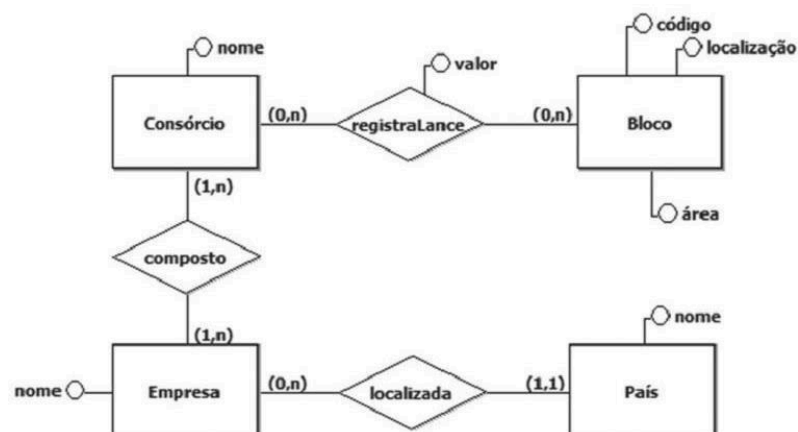 nome
código
localização
valor
Consórcio
(0,n)
registraLance
(0,n)
Bloco
(1,n)
área
composto
(1,n)
nome
nome
Empresa
(0,n)
localizada
(1,1)
País